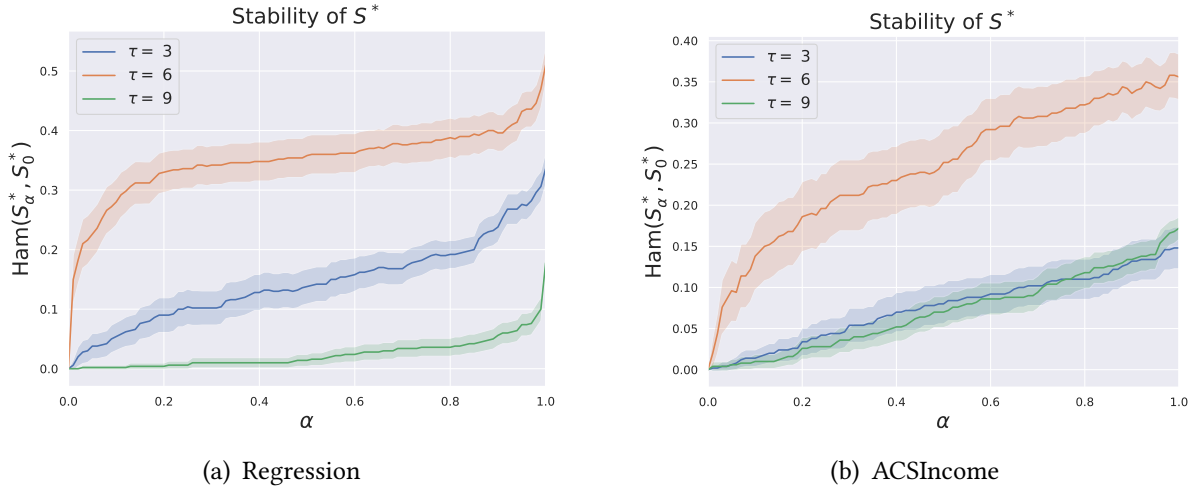 Stability of S*
τ = 3
τ = 6
τ = 9
0.5
0.4
0.3
0.2
0.1
0.0
Ham(S*α, S*0)
0.0 0.2 0.4 0.6 0.8 1.0
α
(a) Regression
Stability of S*
τ = 3
τ = 6
τ = 9
0.40
0.35
0.30
0.25
0.20
0.15
0.10
0.05
0.00
Ham(S*α, S*0)
0.0 0.2 0.4 0.6 0.8 1.0
α
(b) ACSIncome